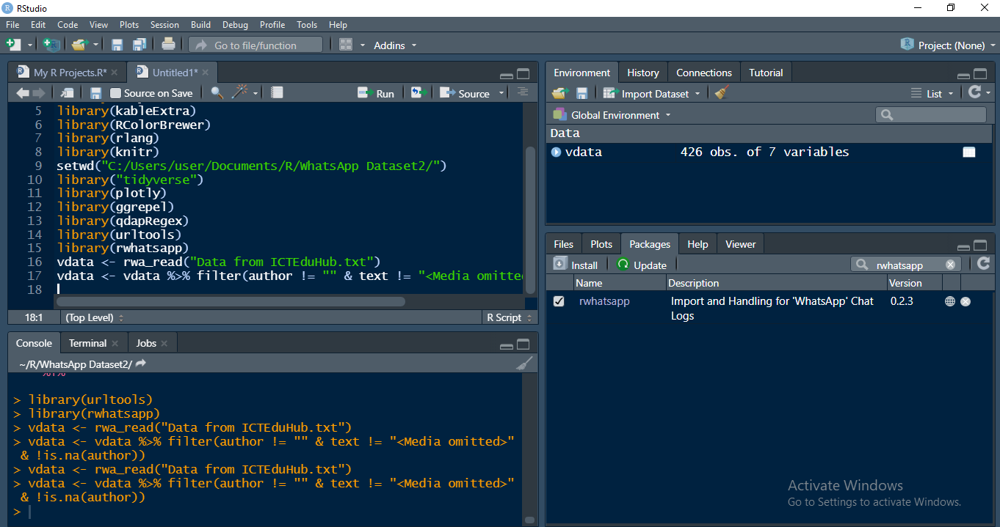 RStudio
File Edit Code View Plots Session Build Debug Profile Tools Help
Go to file/function Addins Project: (None)
My R Projects.R* Untitled1*
Source on Save Run Source
5 library(kableExtra)
6 library(RColorBrewer)
7 library(rlang)
8 library(knitr)
9 setwd("C:/Users/user/Documents/R/WhatsApp Dataset2/")
10 library("tidyverse")
11 library(plotly)
12 library(ggrepel)
13 library(qdapRegex)
14 library(urltools)
15 library(rwhatsapp)
16 vdata <- rwa_read("Data from ICTEduHub.txt")
17 vdata <- vdata %>% filter(author != "" & text != "<Media omitte
18
18:1 (Top Level) R Script
Console Terminal Jobs
~/R/WhatsApp Dataset2/
> library(urltools)
> library(rwhatsapp)
> vdata <- rwa_read("Data from ICTEduHub.txt")
> vdata <- vdata %>% filter(author != "" & text != "<Media omitted>"
& !is.na(author))
> vdata <- rwa_read("Data from ICTEduHub.txt")
> vdata <- vdata %>% filter(author != "" & text != "<Media omitted>"
& !is.na(author))
>
Environment History Connections Tutorial
Import Dataset List
Global Environment
Data
vdata 426 obs. of 7 variables
Files Plots Packages Help Viewer
Install Update rwhatsapp
Name Description Version
rwhatsapp Import and Handling for 'WhatsApp' Chat 0.2.3
Logs
Activate Windows
Go to Settings to activate Windows.